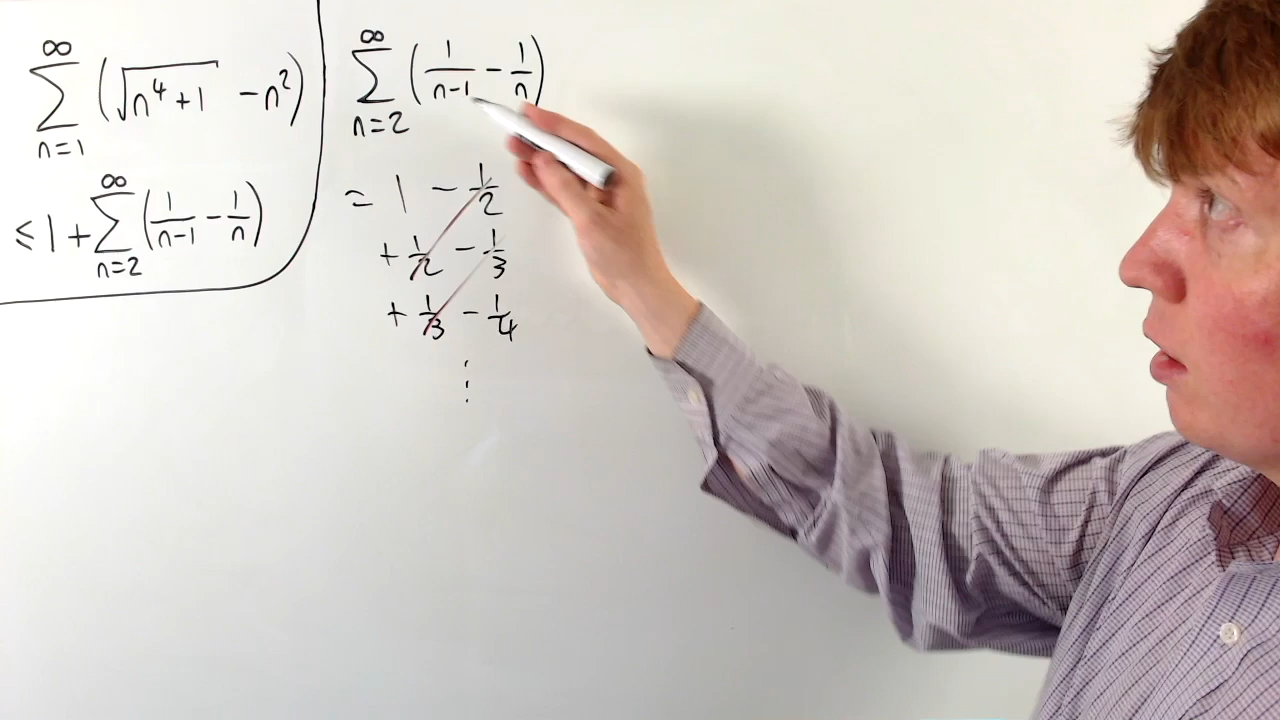 ∞
∑ (√(n⁴+1) - n²)
n=1
∞
≤ 1 + ∑ (1/(n-1) - 1/n)
n=2
∞
∑ (1/(n-1) - 1/n)
n=2
= 1 - 1/2
+ 1/2 - 1/3
+ 1/3 - 1/4
⋮